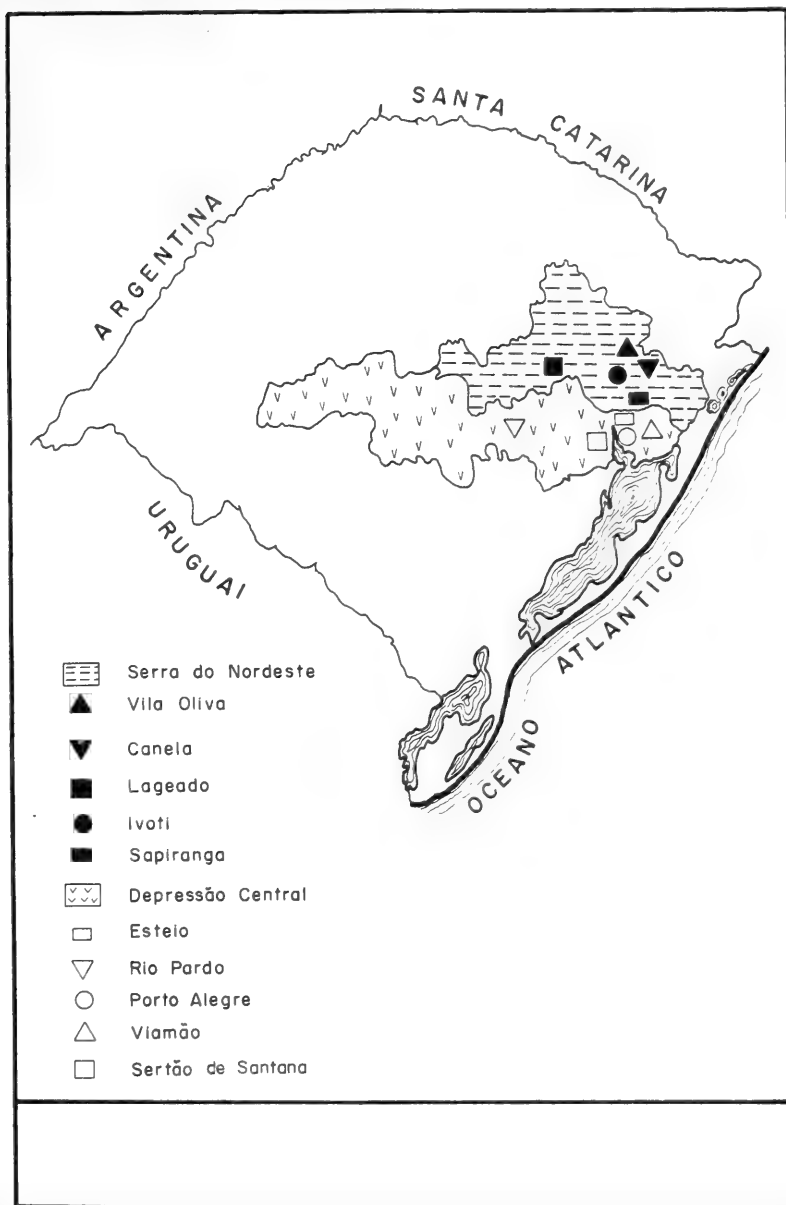 SANTA CATARINA
ARGENTINA
URUGUAI
OCEANO ATLANTICO
Serra do Nordeste
Vila Oliva
Canela
Lageado
Ivoti
Sapiranga
Depressão Central
Esteio
Rio Pardo
Porto Alegre
Viamão
Sertão de Santana